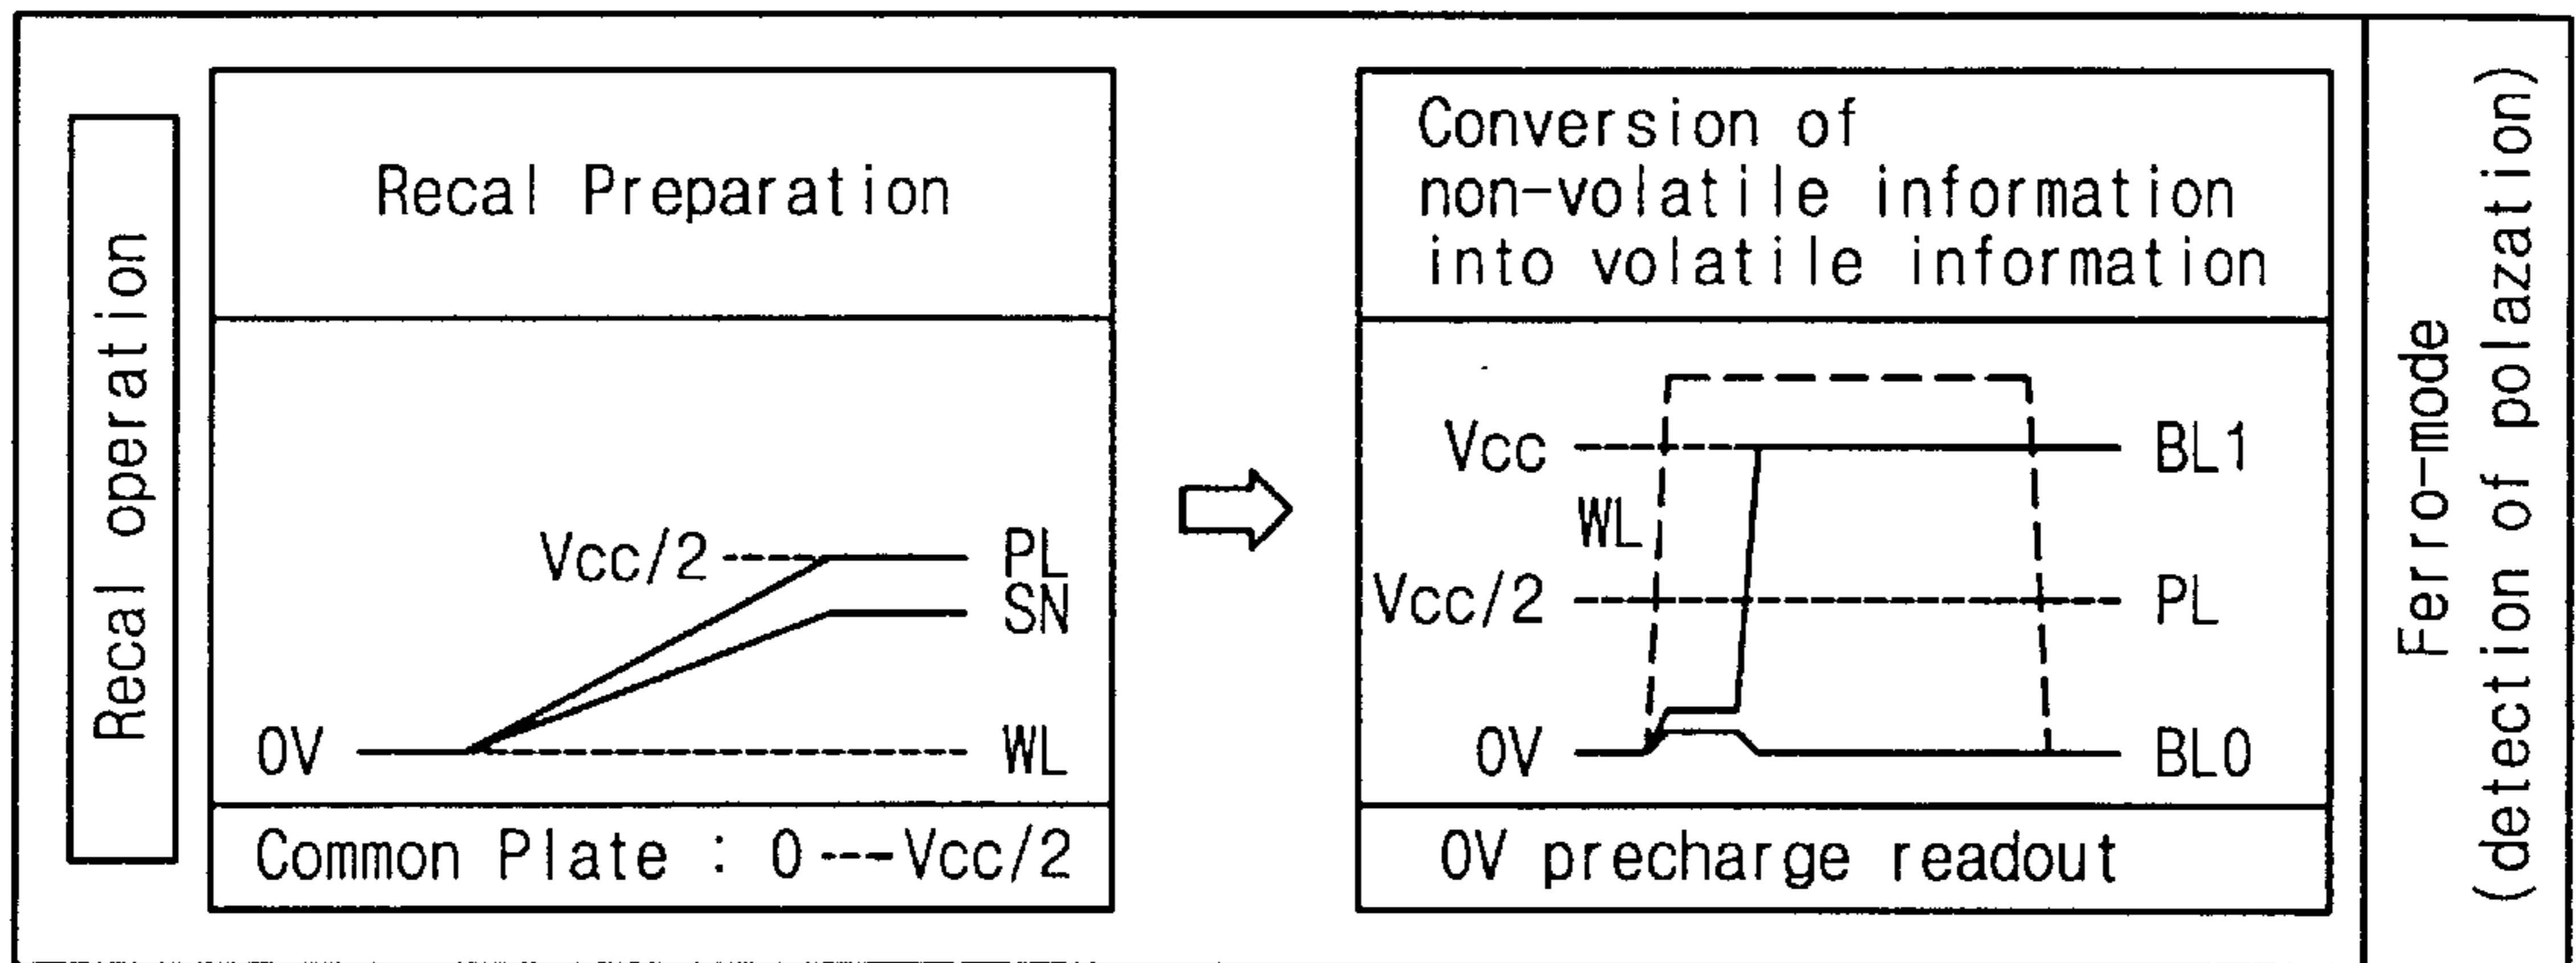 Recal operation
Recal Preparation
Vcc/2
PL
SN
0V
WL
Common Plate : 0---Vcc/2
Conversion of
non-volatile information
into volatile information
Vcc
BL1
WL
Vcc/2
PL
0V
BL0
0V precharge readout
Ferro-mode
(detection of polazation)